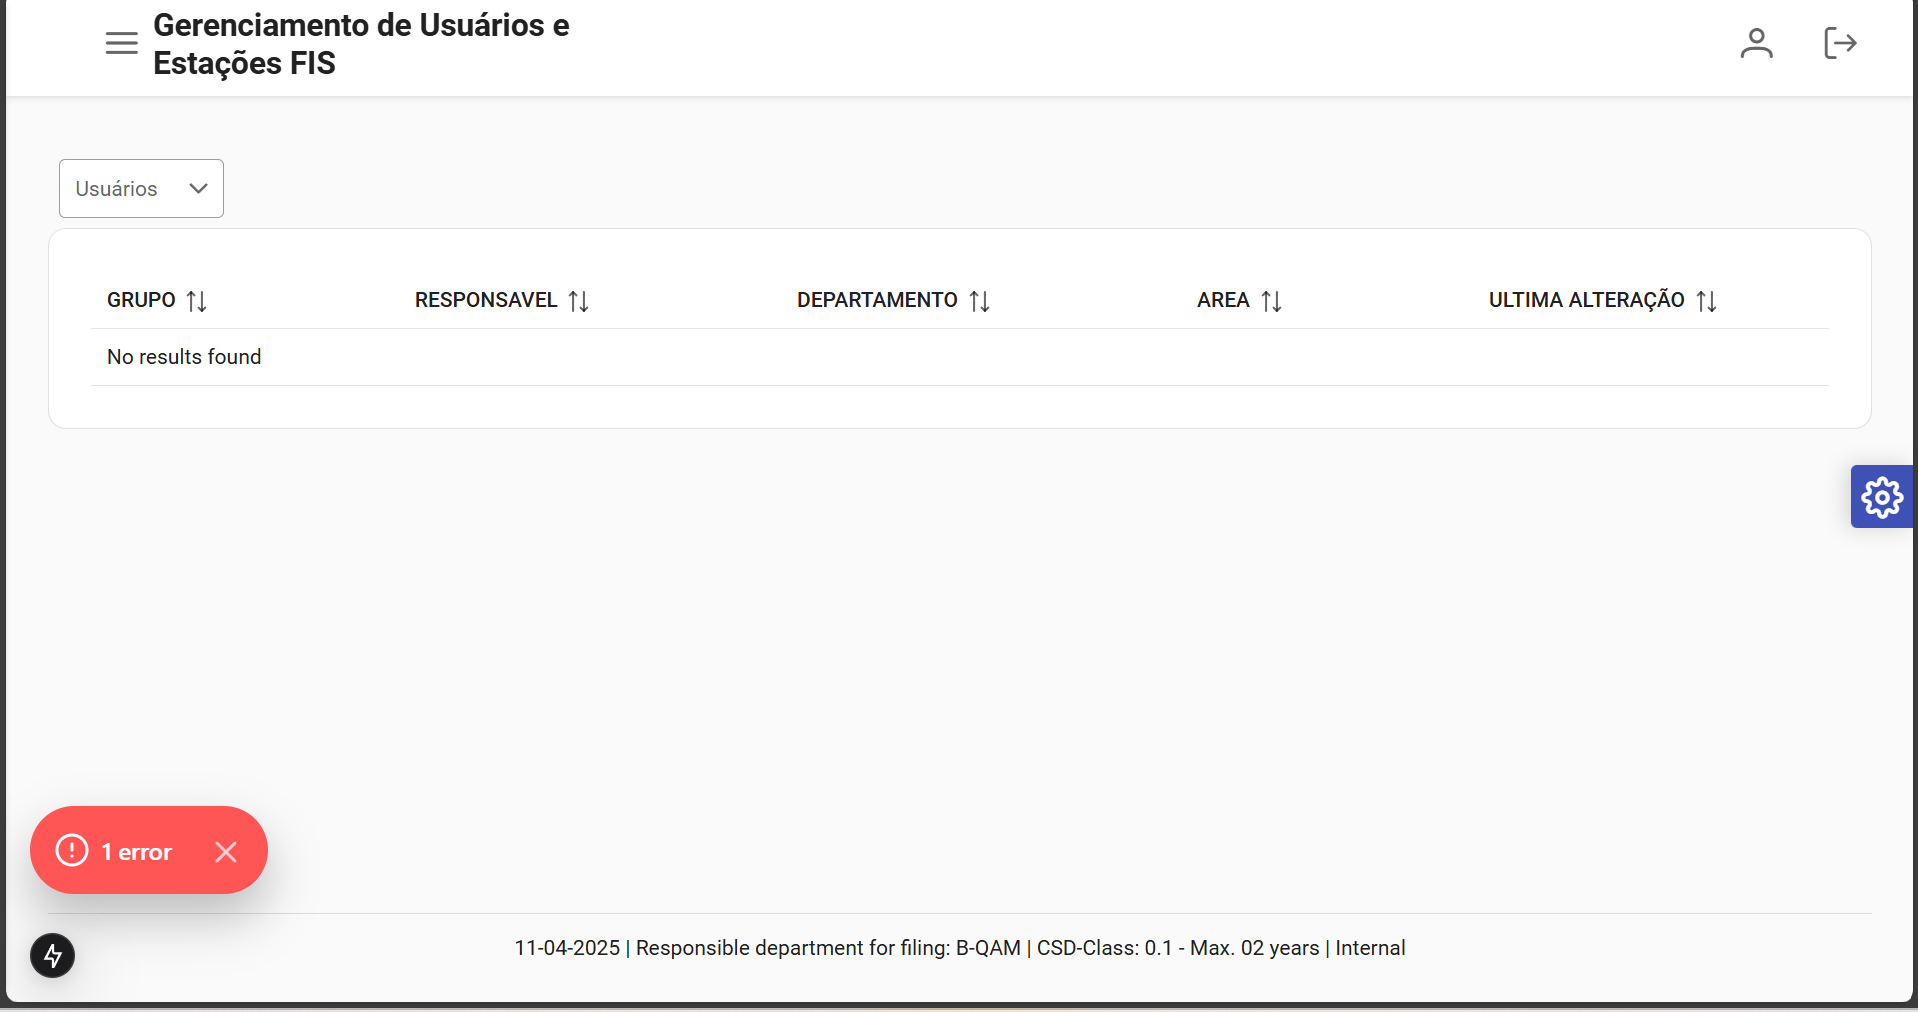 Gerenciamento de Usuários e
Estações FIS
Usuários
GRUPO RESPONSAVEL DEPARTAMENTO AREA ULTIMA ALTERAÇÃO
No results found
1 error
11-04-2025 | Responsible department for filing: B-QAM | CSD-Class: 0.1 - Max. 02 years | Internal